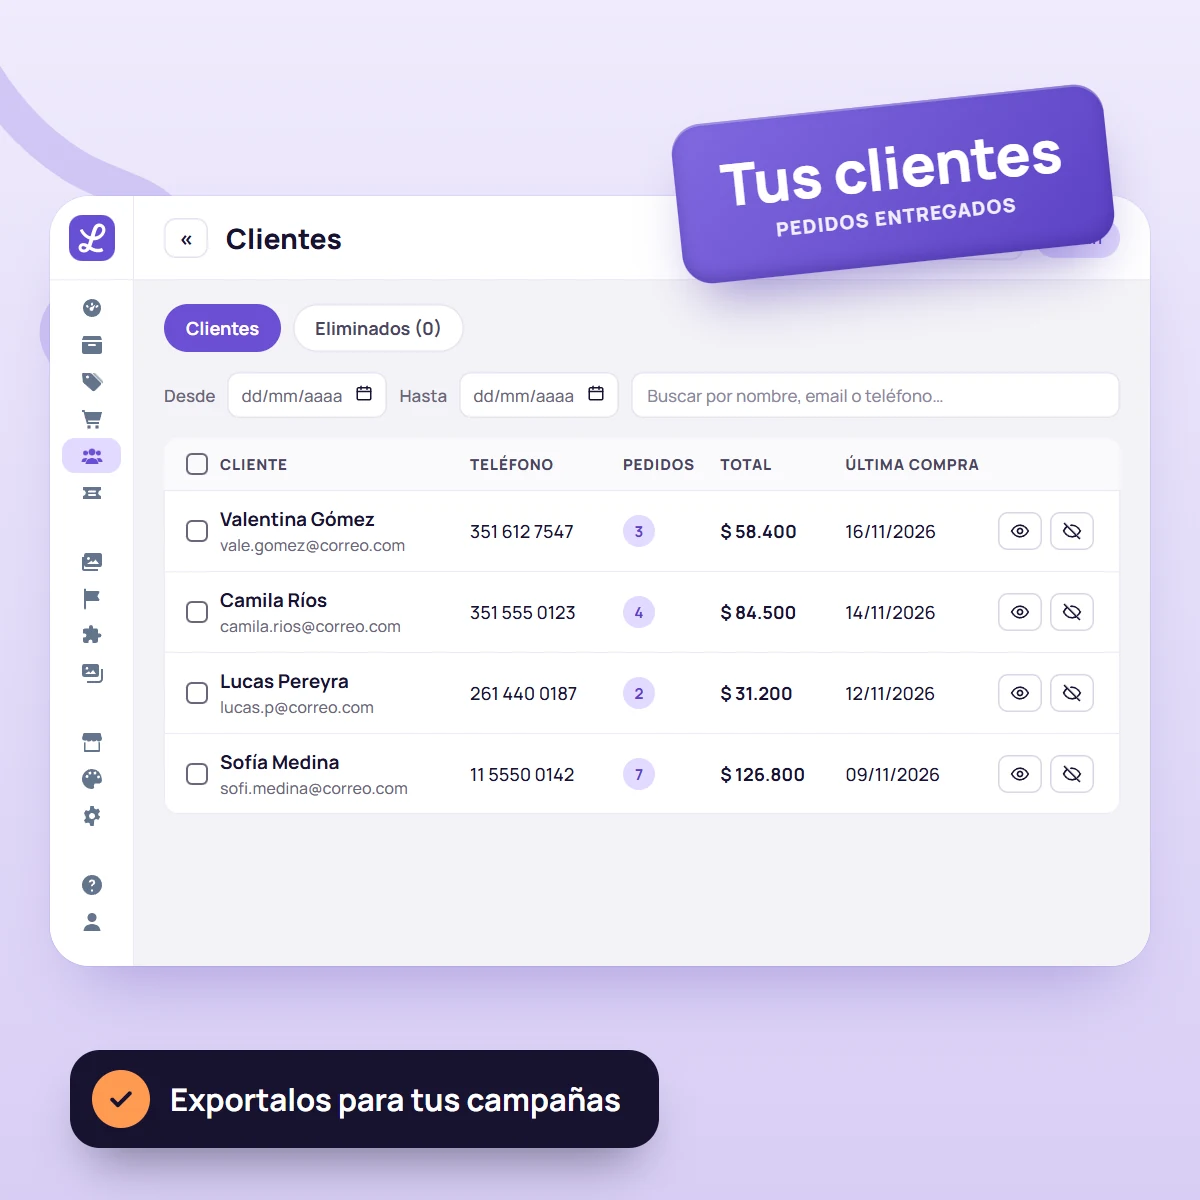 Tus clientes
PEDIDOS ENTREGADOS
« Clientes
Clientes
Eliminados (0)
Desde dd/mm/aaaa Hasta dd/mm/aaaa Buscar por nombre, email o teléfono...
CLIENTE TELÉFONO PEDIDOS TOTAL ÚLTIMA COMPRA
Valentina Gómez
vale.gomez@correo.com
351 612 7547 3 $ 58.400 16/11/2026
Camila Ríos
camila.rios@correo.com
351 555 0123 4 $ 84.500 14/11/2026
Lucas Pereyra
lucas.p@correo.com
261 440 0187 2 $ 31.200 12/11/2026
Sofía Medina
sofi.medina@correo.com
11 5550 0142 7 $ 126.800 09/11/2026
Exportalos para tus campañas